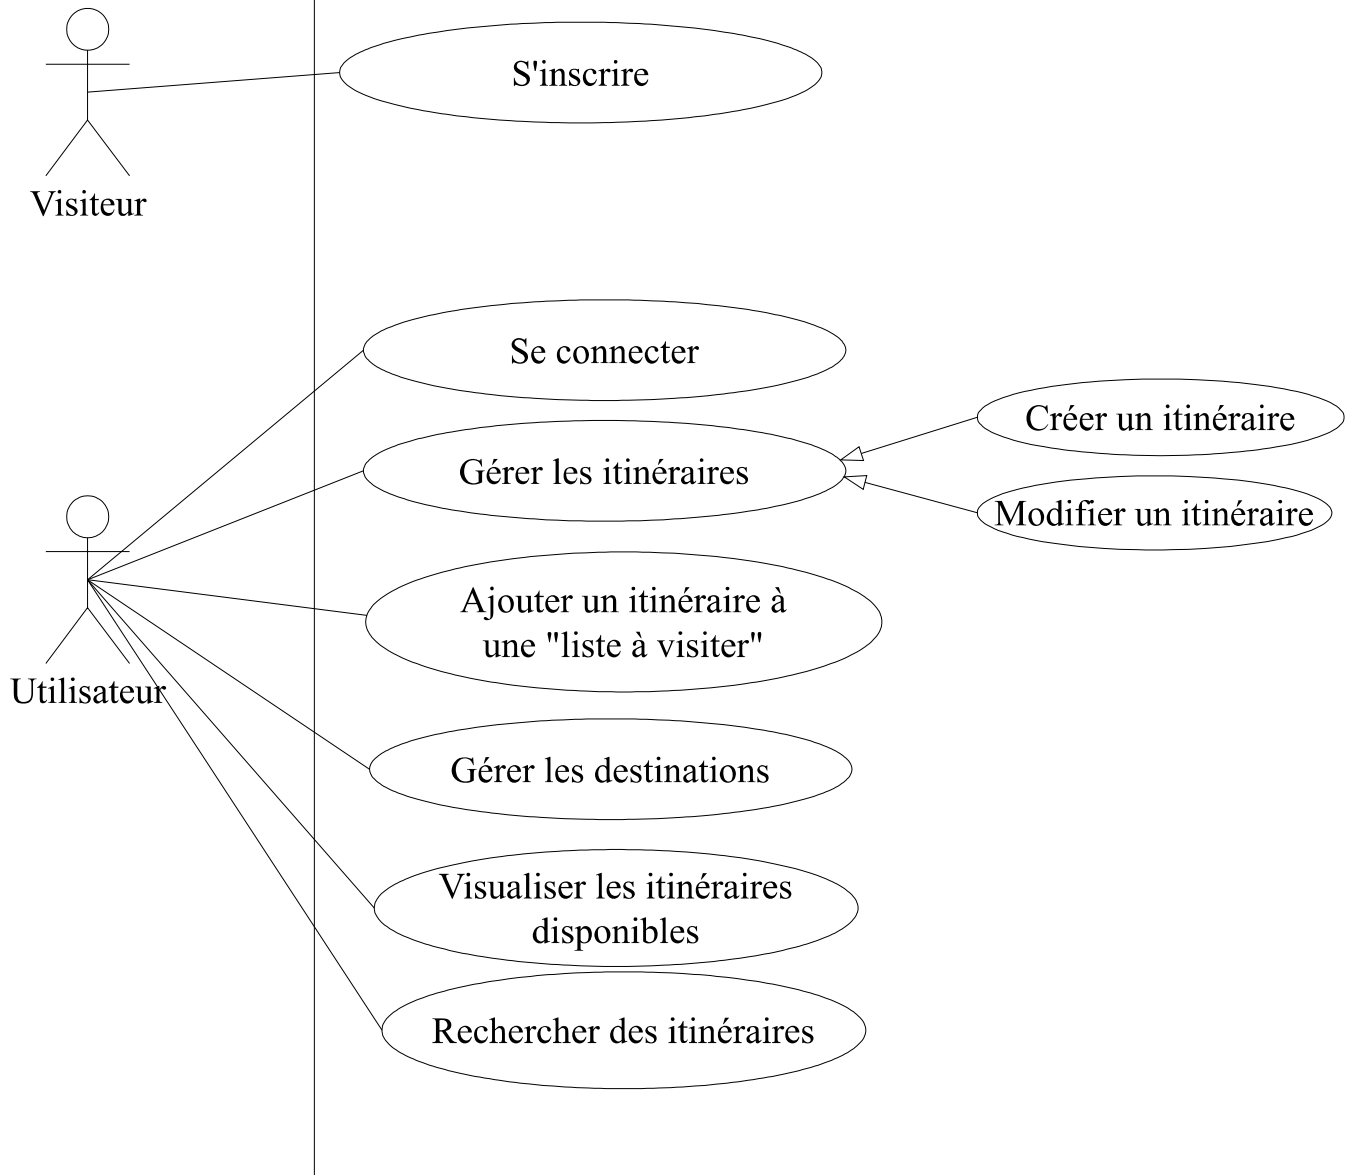 S'inscrire
Visiteur
Se connecter
Créer un itinéraire
Gérer les itinéraires
Modifier un itinéraire
Ajouter un itinéraire à
une "liste à visiter"
Utilisateur
Gérer les destinations
Visualiser les itinéraires
disponibles
Rechercher des itinéraires